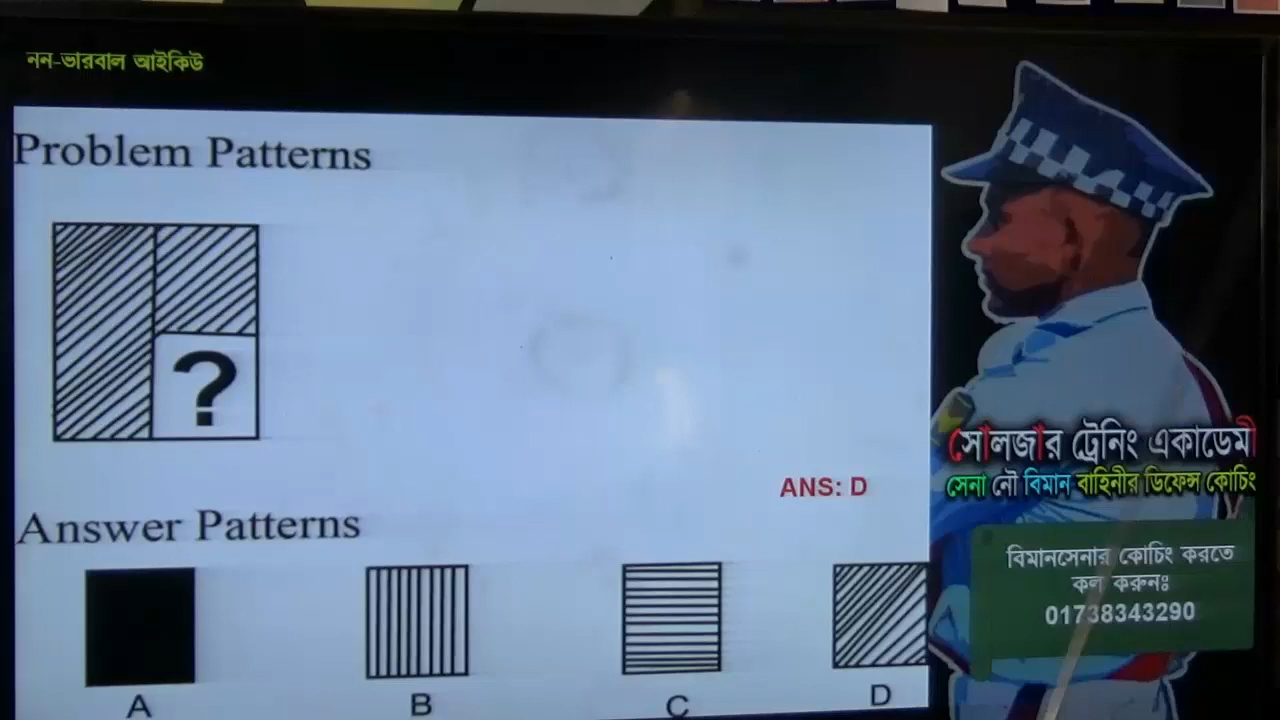 নন-ভারবাল আইকিউ
Problem Patterns
?
ANS: D
Answer Patterns
A B C D
সোলজার ট্রেনিং একাডেমী
সেনা নৌ বিমান বাহিনীর ডিফেন্স কোচিং
বিমানসেনার কোচিং করতে
কল করুনঃ
01738343290